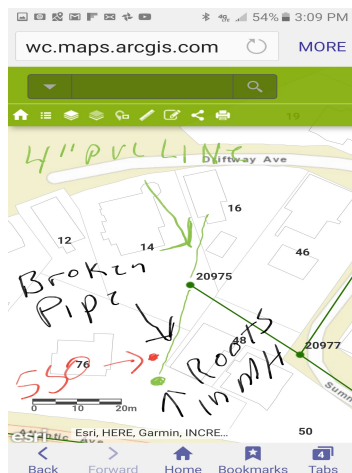 54% 3:09 PM
wc.maps.arcgis.com MORE
19
4" PVC LINE
Driftway Ave
16
12
14
46
Broken
Pipe
20975
Roots
in MH
48
20977
550
76
0 10 20m
esri
Esri, HERE, Garmin, INCRE...
50
Back Forward Home Bookmarks Tabs
4